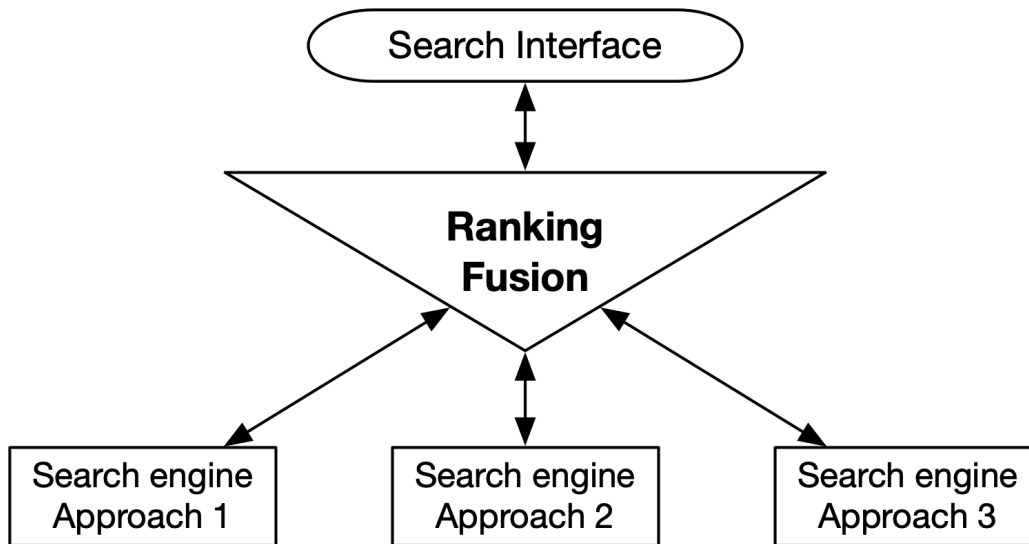 Search Interface
Ranking
Fusion
Search engine
Approach 1
Search engine
Approach 2
Search engine
Approach 3